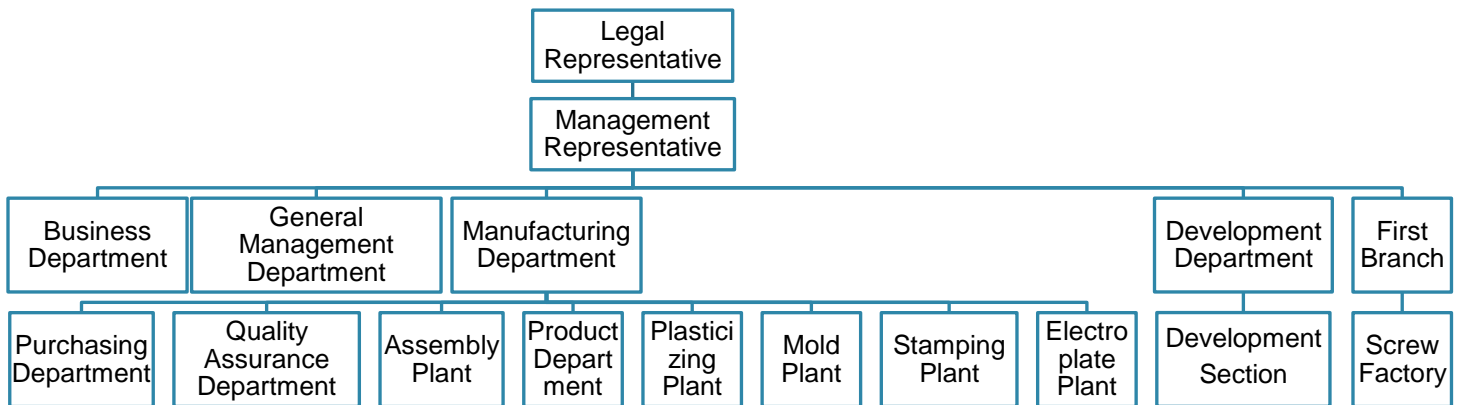 Legal
Representative
Management
Representative
Business
Department
General
Management
Department
Manufacturing
Department
Development
Department
First
Branch
Purchasing
Department
Quality
Assurance
Department
Assembly
Plant
Product
Depart
ment
Plastici
zing
Plant
Mold
Plant
Stamping
Plant
Electro
plate
Plant
Development
Section
Screw
Factory